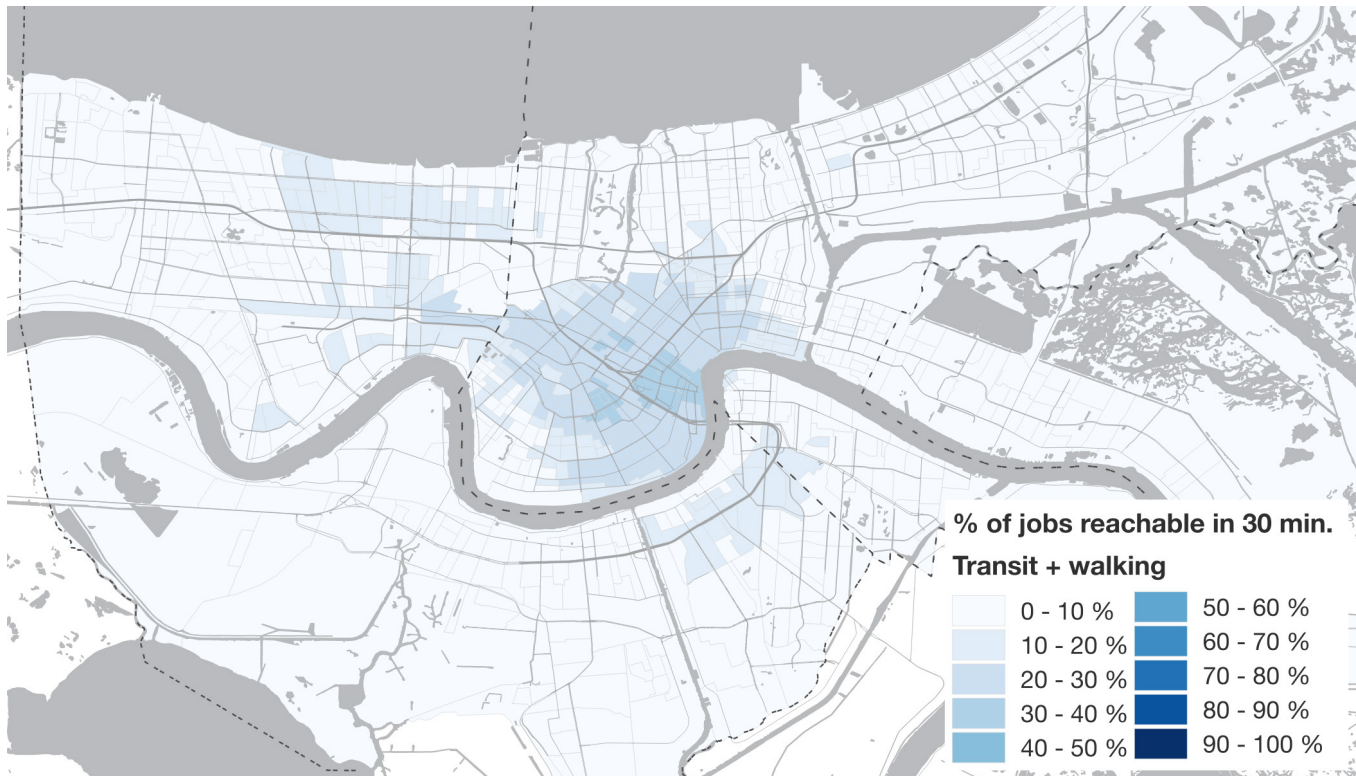 % of jobs reachable in 30 min.
Transit + walking
0 - 10 %
10 - 20 %
20 - 30 %
30 - 40 %
40 - 50 %
50 - 60 %
60 - 70 %
70 - 80 %
80 - 90 %
90 - 100 %